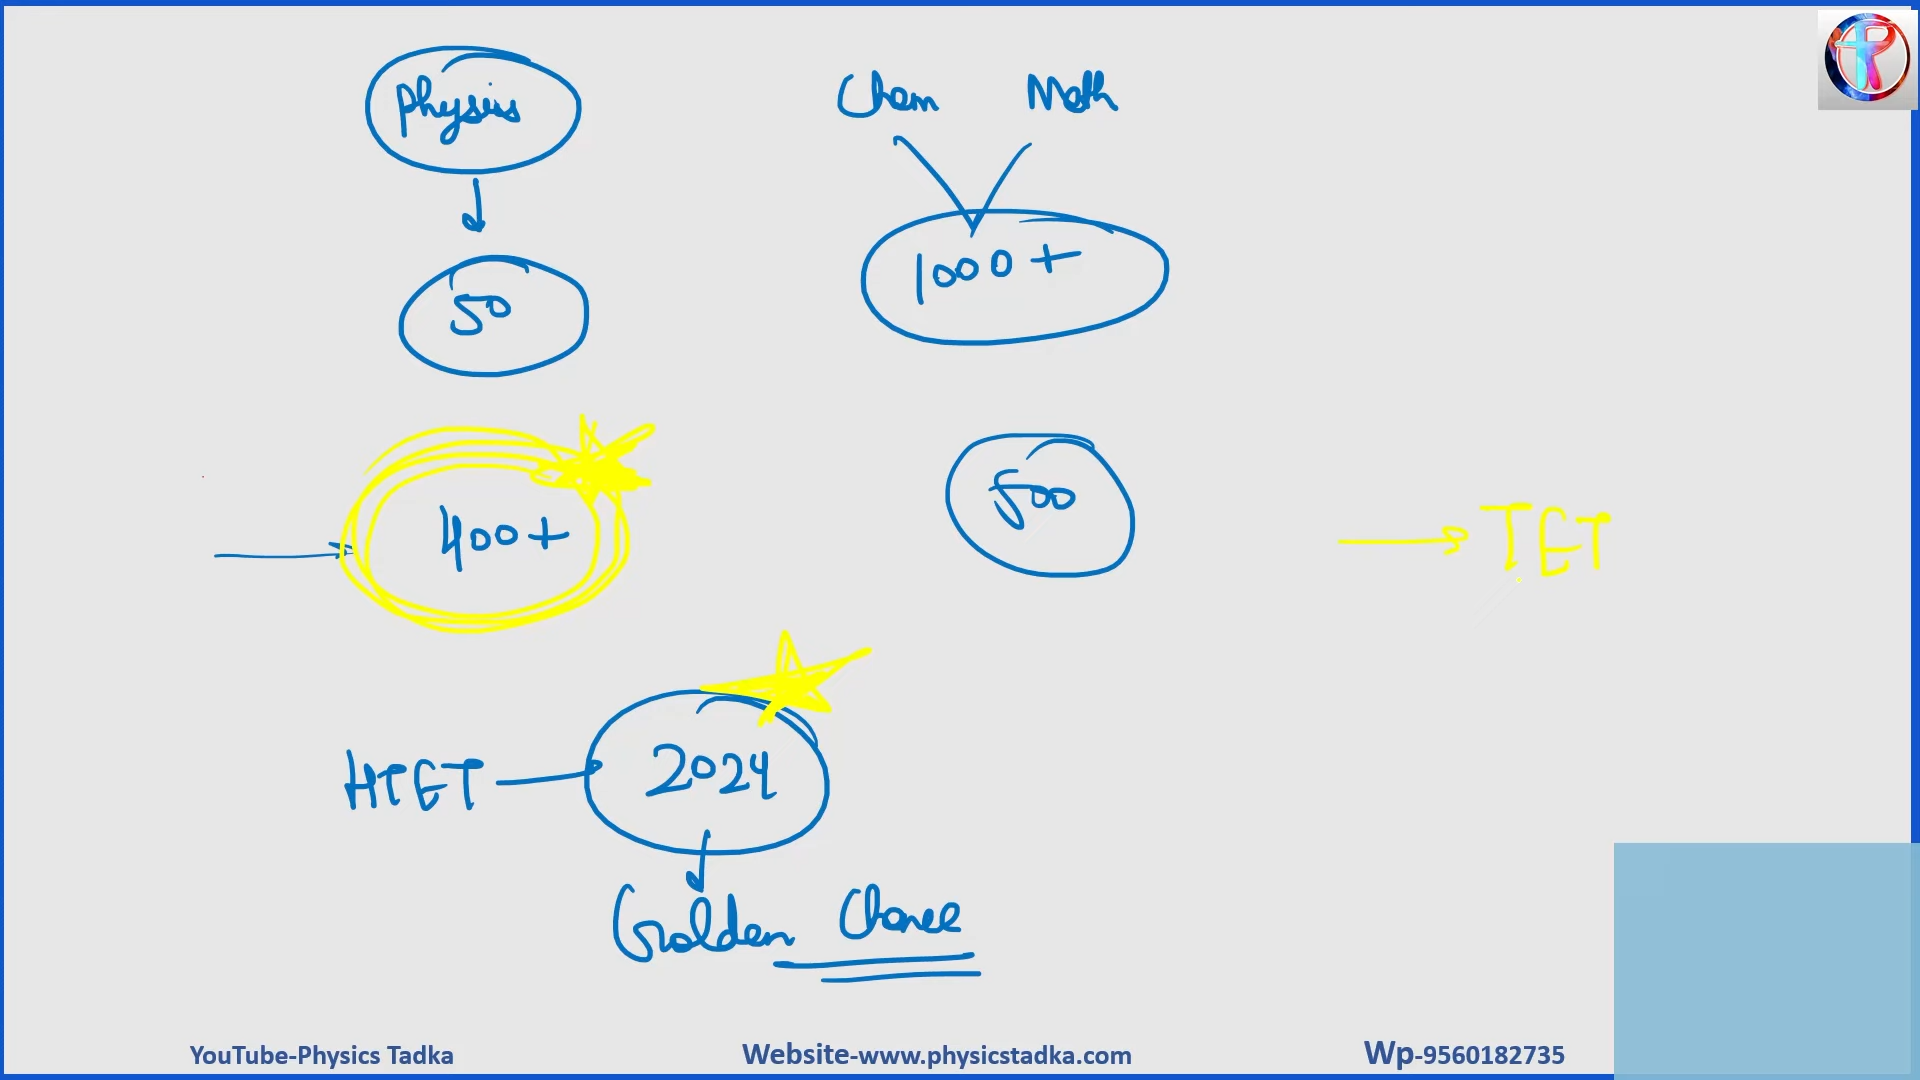 Physics
Chem Math
50
1000+
400+
500
TET
HTET 2024
Golden Chance
YouTube-Physics Tadka Website-www.physicstadka.com Wp-9560182735